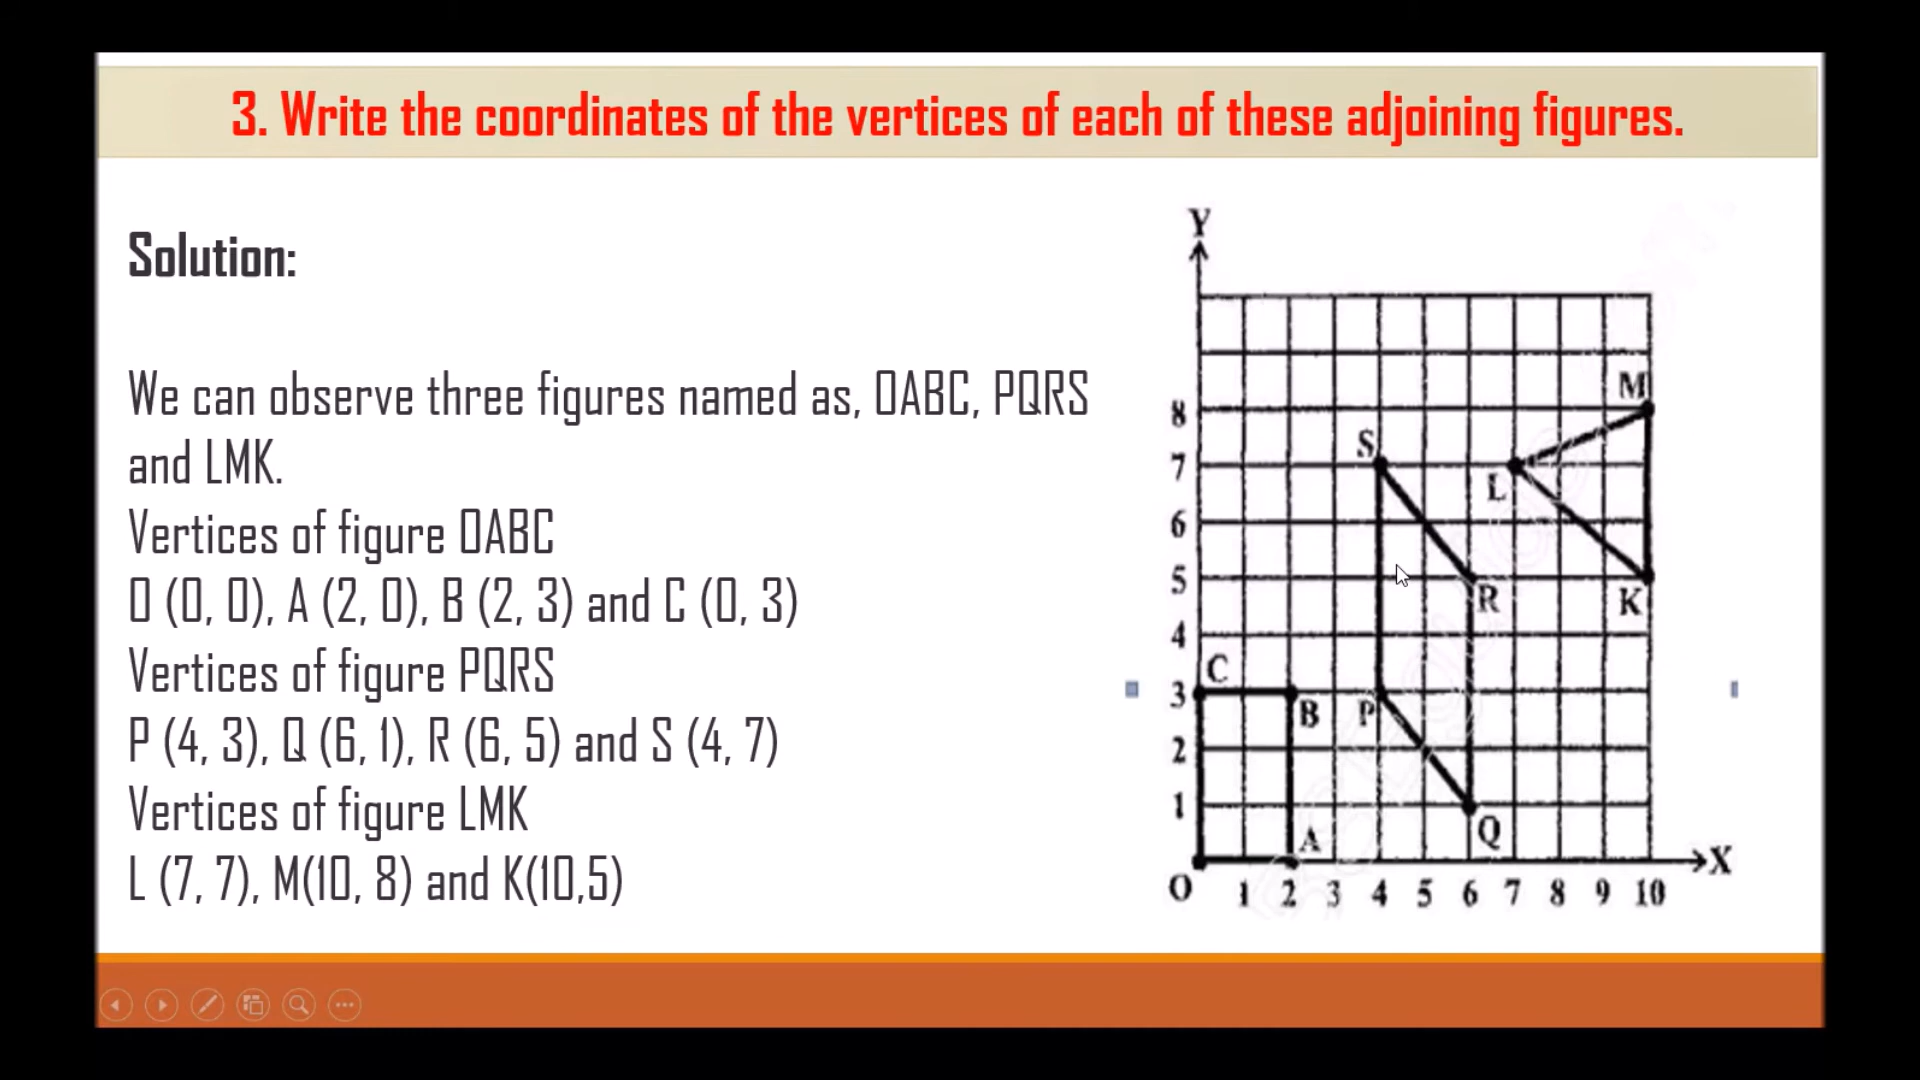 3. Write the coordinates of the vertices of each of these adjoining figures.
Solution:
We can observe three figures named as, OABC, PQRS
and LMK.
Vertices of figure OABC
O (0, 0), A (2, 0), B (2, 3) and C (0, 3)
Vertices of figure PQRS
P (4, 3), Q (6, 1), R (6, 5) and S (4, 7)
Vertices of figure LMK
L (7, 7), M(10, 8) and K(10,5)
Y
M
8
S
7
L
6
5
R
K
4
C
3
B
P
2
1
A
Q
X
O 1 2 3 4 5 6 7 8 9 10